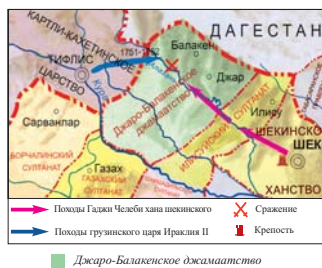 ДАГЕСТАН
КАРТЛИ-КАХЕТИНСКОЕ
ЦАРСТВО
ТИФЛИС
1751-1752
Балакен
Джар
Джаро-Балакенское
джамаатство
Кура
Илису
ИЛИСУЙСКИЙ СУЛТАНАТ
ШЕКИНСКО
ШЕК
ХАНСТВО
Сарванлар
БОРЧАЛИНСКИЙ
СУЛТАНАТ
Газах
ГАЗАХСКИЙ
СУЛТАНАТ
Походы Гаджи Челеби хана шекинского
Сражение
Походы грузинского царя Ираклия II
Крепость
Джаро-Балакенское джамаатство